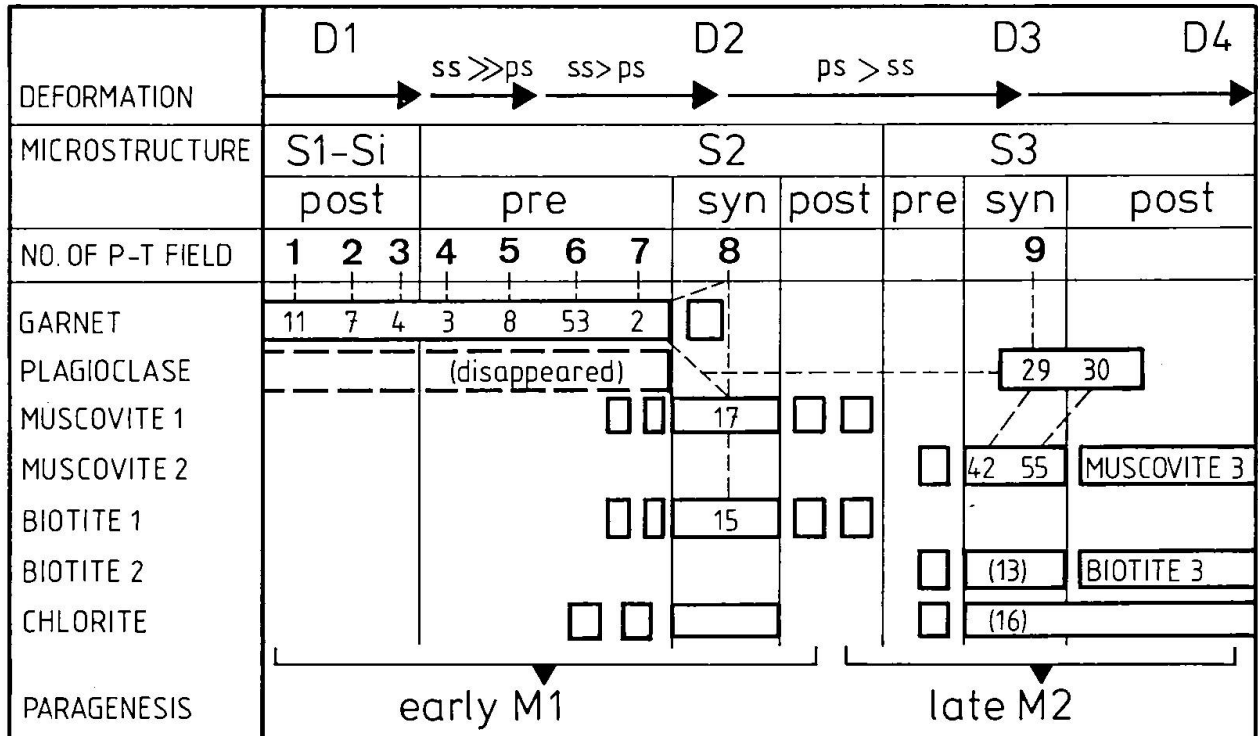 D1 D2 D3 D4
ss≫ps ss>ps ps>ss
DEFORMATION
MICROSTRUCTURE S1-Si S2 S3
post pre syn post pre syn post
NO. OF P-T FIELD 1 2 3 4 5 6 7 8 9
GARNET 11 7 4 3 8 53 2
PLAGIOCLASE (disappeared) 29 30
MUSCOVITE 1 17
MUSCOVITE 2 42 55 MUSCOVITE 3
BIOTITE 1 15
BIOTITE 2 (13) BIOTITE 3
CHLORITE (16)
PARAGENESIS early M1 late M2